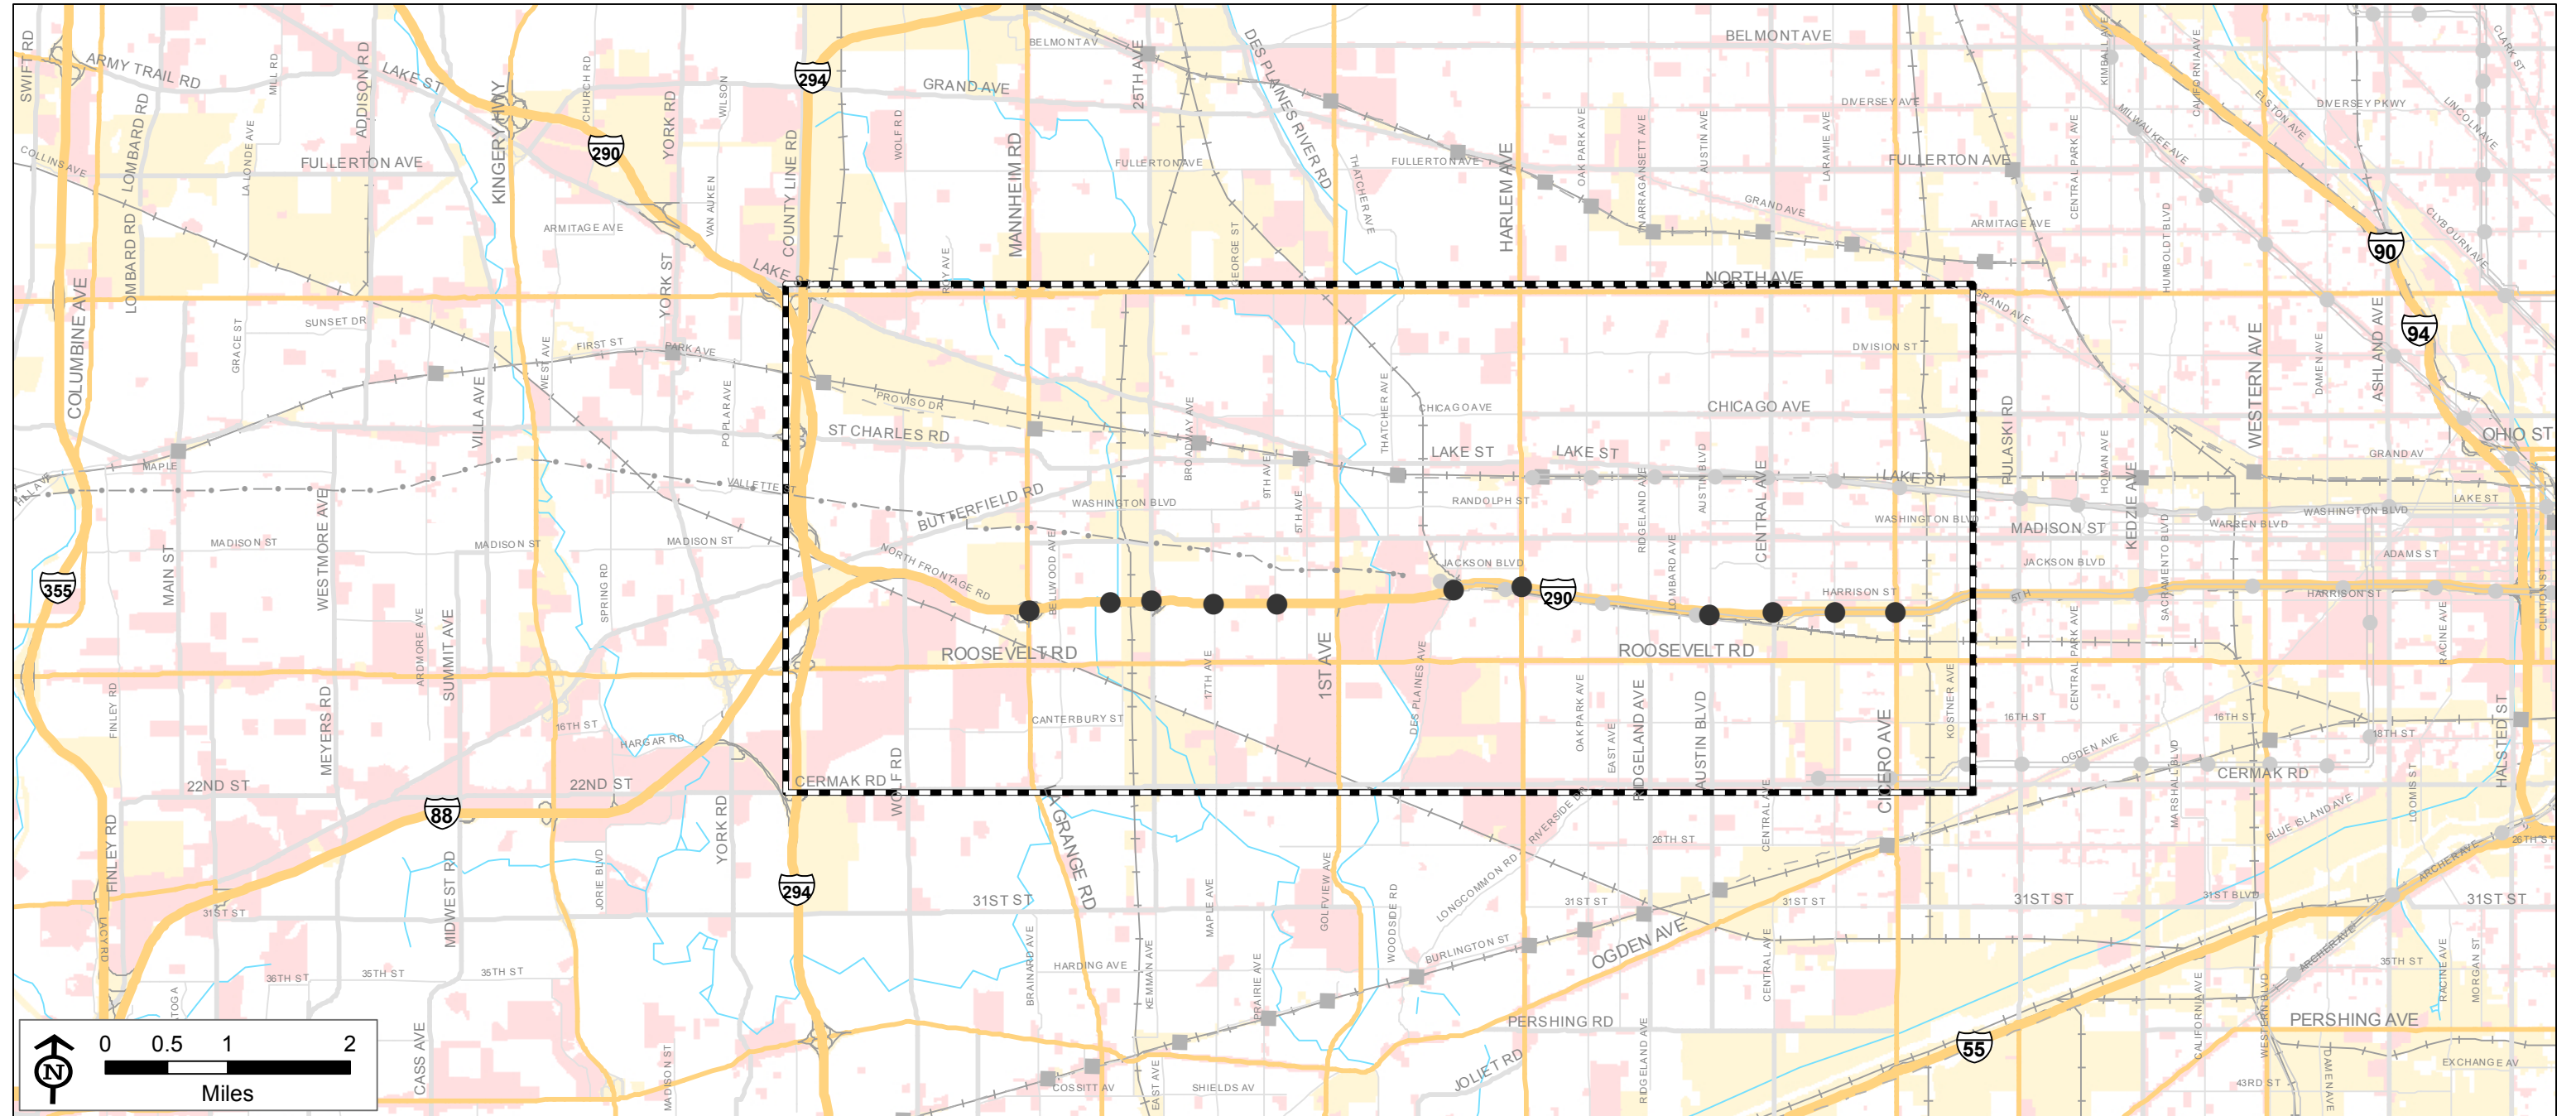 SWIFT RD
ARMY TRAIL RD
MILL RD
ADDISON RD
LAKE ST
KINGERY HWY
CHURCH RD
290
YORK RD
WILSON
294
GRAND AVE
BELMONT AV
25TH AVE
DES PLAINES RIVER RD
BELMONT AVE
KIMBALL AVE
CALIFORNIA AVE
CLARK ST
ELSTON AVE
DIVERSEY AVE
DIVERSEY PKWY
LINCOLN AVE
MILWAUKEE AVE
COLLINS AVE
LOMBARD RD
LA LONDE AVE
FULLERTON AVE
COUNTY LINE RD
WOLF RD
MANNHEIM RD
FULLERTON AVE
THATCHER AVE
FULLERTON AVE
HARLEM AVE
OAK PARK AVE
NARRAGANSETT AVE
AUSTIN AVE
LARAMIE AVE
FULLERTON AVE
CENTRAL PARK AVE
LOMBARD RD
ARMITAGE AVE
VAN AUKEN
GEORGE ST
GRAND AVE
ARMITAGE AVE
HUMBOLDT BLVD
CLYBOURN AVE
90
COLUMBINE AVE
YORK ST
LAKE ST
ROY AVE
NORTH AVE
GRAND AVE
94
GRACE ST
SUNSET DR
FIRST ST
PARK AVE
WEST AVE
DIVISION ST
WESTERN AVE
DAMEN AVE
ASHLAND AVE
VILLA AVE
POPLAR AVE
PROVISO DR
ST CHARLES RD
BROADWAY AVE
THATCHER AVE
CHICAGO AVE
CHICAGO AVE
PULASKI RD
OHIO ST
MAPLE
HILL AVE
VALLETTE ST
9TH AVE
LAKE ST
LAKE ST
RIDGELAND AVE
AUSTIN BLVD
CENTRAL AVE
LAKE ST
HOMAN AVE
KEDZIE AVE
GRAND AV
LAKE ST
WESTMORE AVE
BUTTERFIELD RD
WASHINGTON BLVD
5TH AVE
RANDOLPH ST
WASHINGTON BLVD
MADISON ST
SACRAMENTO BLVD
WARREN BLVD
WASHINGTON BLVD
MADISON ST
MADISON ST
MADISON ST
NORTH FRONTAGE RD
BELLWOOD AVE
JACKSON BLVD
LOMBARD AVE
JACKSON BLVD
ADAMS ST
355
MAIN ST
SPRING RD
290
HARRISON ST
5TH
HARRISON ST
CLINTON ST
ARDMORE AVE
SUMMIT AVE
ROOSEVELT RD
17TH AVE
1ST AVE
DES PLAINES AVE
ROOSEVELT RD
CENTRAL PARK AVE
RACINE AVE
FINLEY RD
MEYERS RD
16TH ST
HARGAR RD
CANTERBURY ST
OAK PARK AVE
EAST AVE
RIDGELAND AVE
AUSTIN BLVD
CICERO AVE
KOSTNER AVE
16TH ST
OGDEN AVE
16TH ST
18TH ST
HALSTED ST
22ND ST
22ND ST
CERMAK RD
WOLF RD
CERMAK RD
88
YORK RD
LA GRANGE RD
RIVERSIDE DR
CENTRAL AVE
MARSHALL BLVD
BLUE ISLAND AVE
LOOMIS ST
FINLEY RD
MIDWEST RD
JORIE BLVD
294
31ST ST
MAPLE AVE
GOLFVIEW AVE
LONGCOMMON RD
26TH ST
26TH ST
ARCHER AVE
31ST ST
LACY RD
WOODSIDE RD
31ST ST
31ST ST
31ST ST
31ST BLVD
31ST ST
36TH ST
35TH ST
35TH ST
BRAINARD AVE
HARDING AVE
KEMMAN AVE
PRAIRIE AVE
BURLINGTON ST
OGDEN AVE
CENTRAL AVE
CALIFORNIA AVE
WESTERN BLVD
ARCHER AVE
35TH ST
RACINE AVE
MORGAN ST
0 0.5 1 2
Miles
N
CASS AVE
MADISON ST
COSSITT AV
EAST AVE
SHIELDS AV
JOLIET RD
PERSHING RD
RIDGELAND AVE
55
PERSHING AVE
DAMEN AVE
EXCHANGE AV
43RD ST